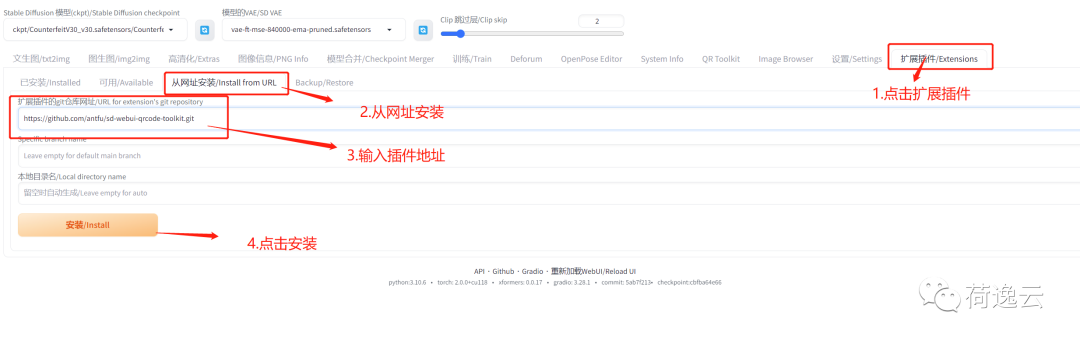 Stable Diffusion 模型(ckpt)/Stable Diffusion checkpoint
模型的VAE/SD VAE
Clip 跳过层/Clip skip
2
ckpt/CounterfeitV30_v30.safetensors/Counterfe
vae-ft-mse-840000-ema-pruned.safetensors
文生图/txt2img 图生图/img2img 高清化/Extras 图像信息/PNG Info 模型合并/Checkpoint Merger 训练/Train Deforum OpenPose Editor System Info QR Toolkit Image Browser 设置/Settings 扩展插件/Extensions
已安装/Installed 可用/Available 从网址安装/Install from URL Backup/Restore
1.点击扩展插件
扩展插件的git仓库网址/URL for extension's git repository
2.从网址安装
https://github.com/antfu/sd-webui-qrcode-toolkit.git
Specific branch name
3.输入插件地址
Leave empty for default main branch
本地目录名/Local directory name
留空时自动生成/Leave empty for auto
安装/Install
4.点击安装
API · Github · Gradio · 重新加载WebUI/Reload UI
python: 3.10.6 • torch: 2.0.0+cu118 • xformers: 0.0.17 • gradio: 3.28.1 • commit: 5ab7f213• checkpoint:cbfba64e66
荷逸云